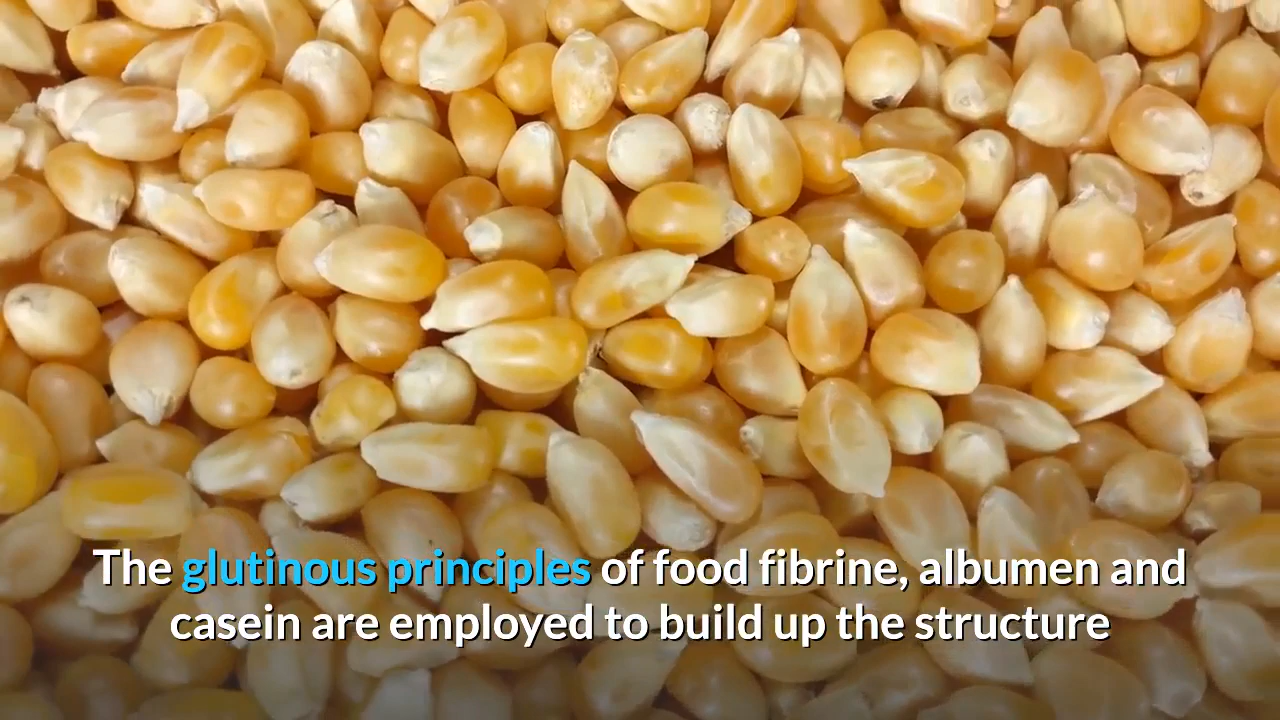 The glutinous principles of food fibrine, albumen and
casein are employed to build up the structure